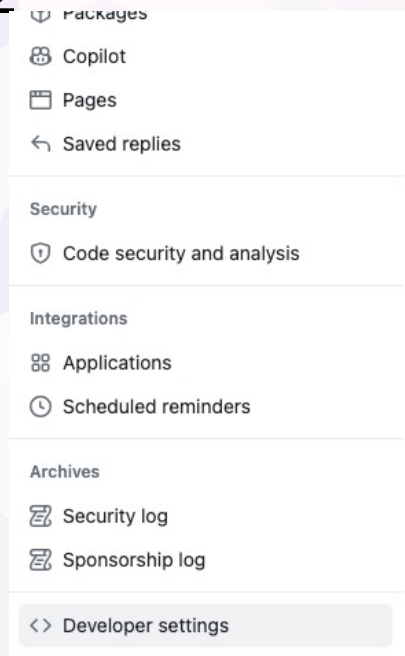 Packages
Copilot
Pages
Saved replies
Security
Code security and analysis
Integrations
Applications
Scheduled reminders
Archives
Security log
Sponsorship log
Developer settings